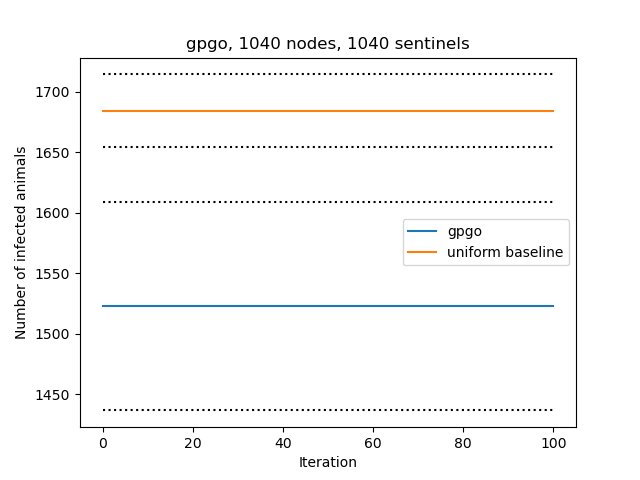 gpgo, 1040 nodes, 1040 sentinels
Number of infected animals
1700
1650
1600
1550
1500
1450
gpgo
uniform baseline
0
20
40
60
80
100
Iteration